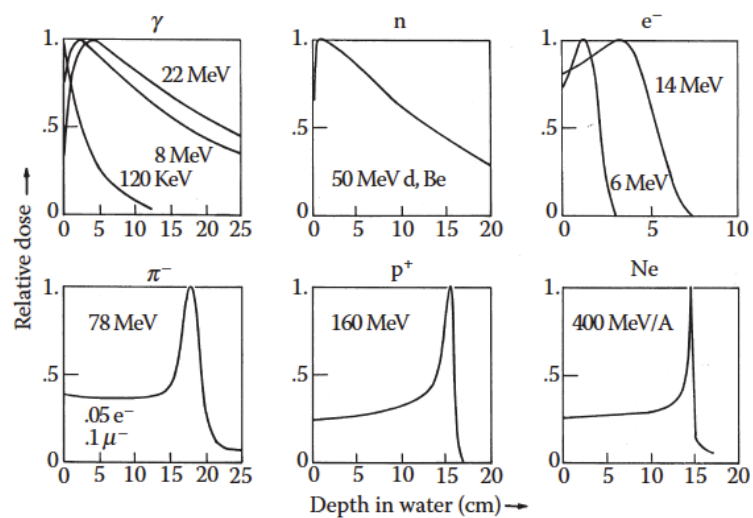 γ
n
e−
1.
.5
0
22 MeV
8 MeV
120 KeV
0 5 10 15 20 25
1.
.5
0
50 MeV d, Be
0 5 10 15 20
1.
.5
0
14 MeV
6 MeV
0 5 10
Relative dose
π−
p+
Ne
1.
.5
0
78 MeV
.05 e−
.1 μ−
0 5 10 15 20 25
1.
.5
0
160 MeV
0 5 10 15 20
1.
.5
0
400 MeV/A
0 5 10 15 20
Depth in water (cm)